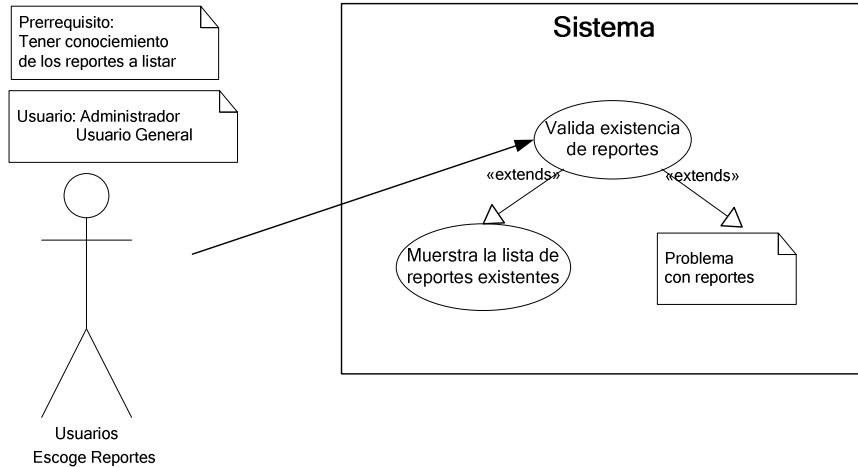 Prerrequisito:
Tener conociemiento
de los reportes a listar
Usuario: Administrador
Usuario General
Usuarios
Escoge Reportes
Sistema
Valida existencia
de reportes
«extends»
«extends»
Muerstra la lista de
reportes existentes
Problema
con reportes